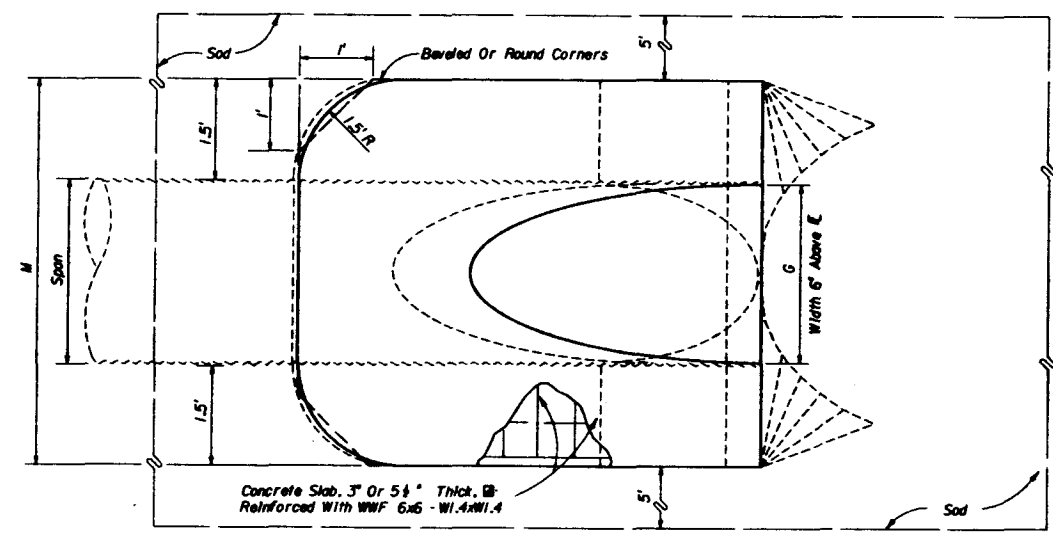 Sod
1'
Beveled Or Round Corners
5'
1.5'
1'
1.5' R
M
Span
G
Width 6" Above
1.5'
Concrete Slab, 3" Or 5½" Thick,
Reinforced With WWF 6x6 - W1.4xW1.4
5'
Sod